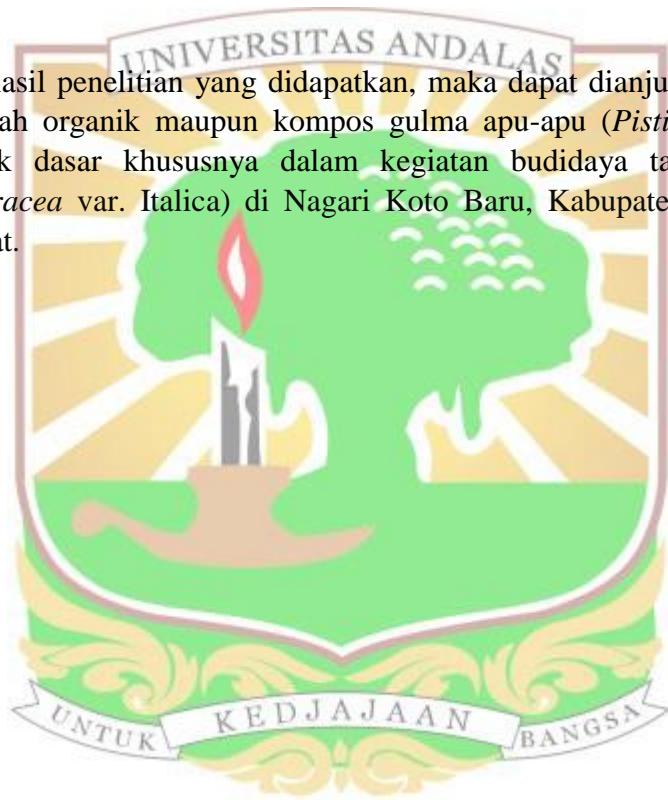 UNIVERSITAS ANDALAS
asil penelitian yang didapatkan, maka dapat dianju
ah organik maupun kompos gulma apu-apu (Pisti
k dasar khususnya dalam kegiatan budidaya ta
racea var. Italica) di Nagari Koto Baru, Kabupate
at.
UNTUK KEDJAJAAN BANGSA